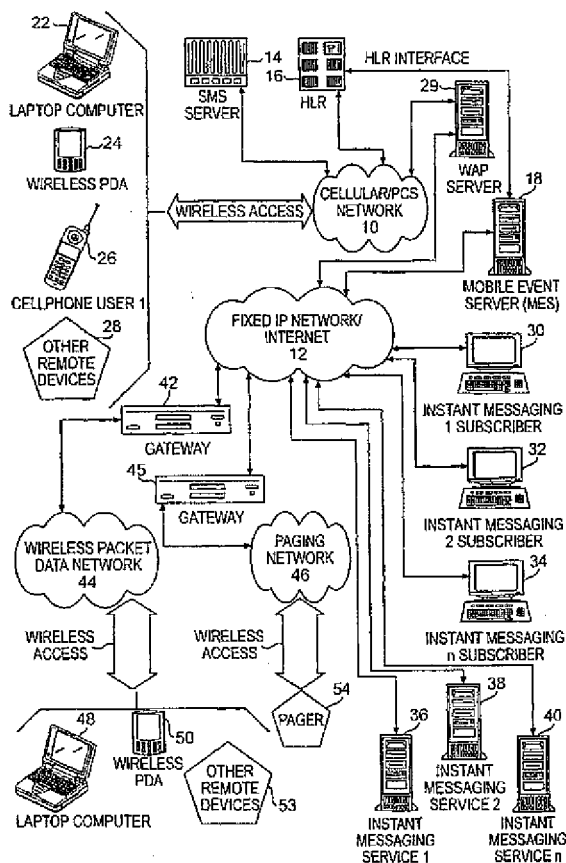 22
LAPTOP COMPUTER
24
WIRELESS PDA
26
CELLPHONE USER 1
28
OTHER
REMOTE
DEVICES
14
SMS
SERVER
16
HLR
HLR INTERFACE
29
WAP
SERVER
18
MOBILE EVENT
SERVER (MES)
WIRELESS ACCESS
CELLULAR/PCS
NETWORK
10
FIXED IP NETWORK/
INTERNET
12
30
INSTANT MESSAGING
1 SUBSCRIBER
32
INSTANT MESSAGING
2 SUBSCRIBER
34
INSTANT MESSAGING
n SUBSCRIBER
42
GATEWAY
45
GATEWAY
WIRELESS PACKET
DATA NETWORK
44
PAGING
NETWORK
46
WIRELESS
ACCESS
WIRELESS
ACCESS
48
LAPTOP COMPUTER
50
WIRELESS
PDA
OTHER
REMOTE
DEVICES
53
54
PAGER
36
INSTANT
MESSAGING
SERVICE 1
38
INSTANT
MESSAGING
SERVICE 2
40
INSTANT
MESSAGING
SERVICE n